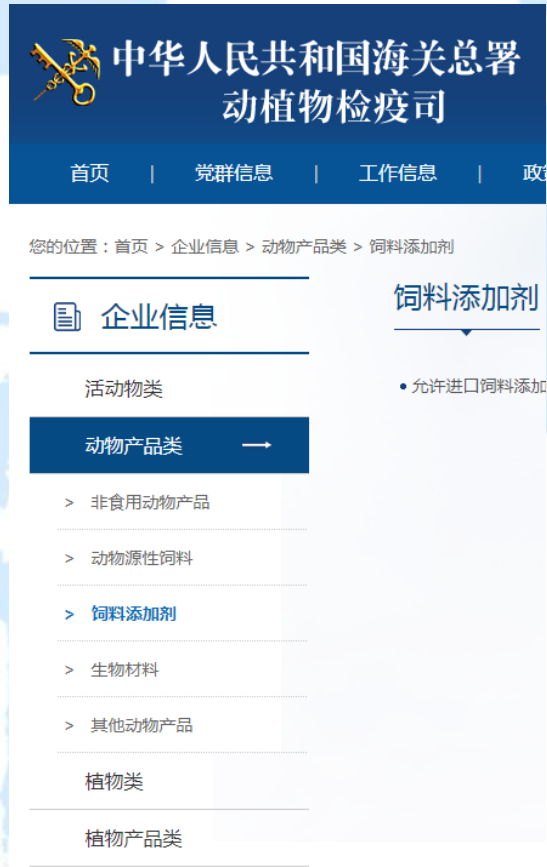 中华人民共和国海关总署
动植物检疫司
首页 | 党群信息 | 工作信息 | 政
您的位置：首页 > 企业信息 > 动物产品类 > 饲料添加剂
企业信息
饲料添加剂
活动物类
• 允许进口饲料添加
动物产品类
> 非食用动物产品
> 动物源性饲料
> 饲料添加剂
> 生物材料
> 其他动物产品
植物类
植物产品类